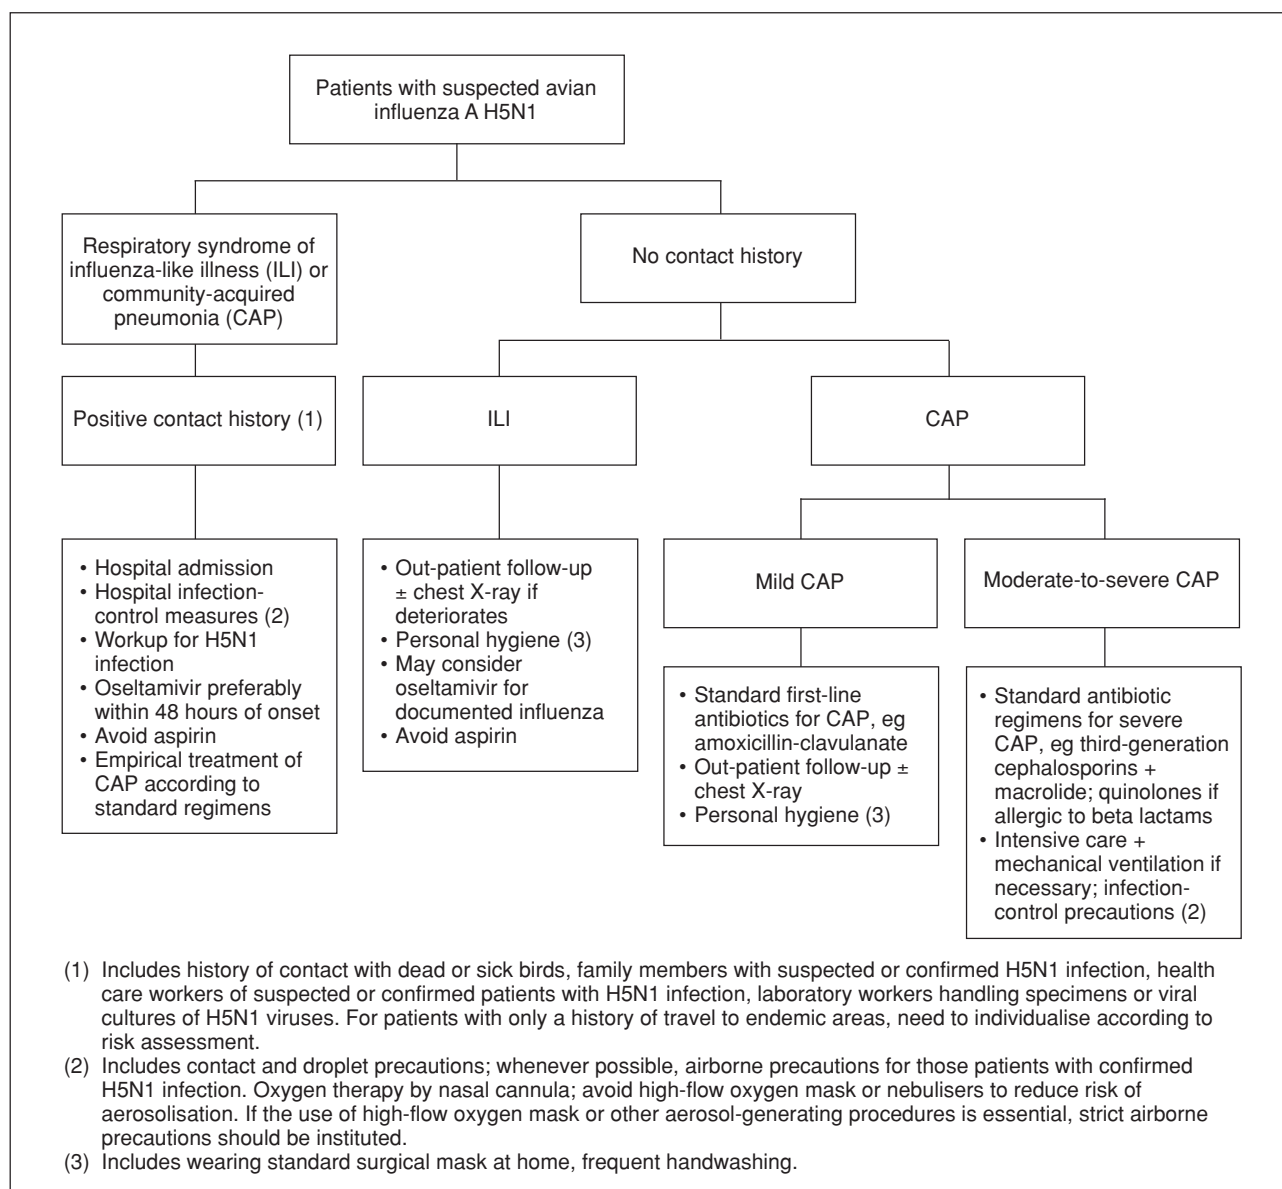 Patients with suspected avian
influenza A H5N1
Respiratory syndrome of
influenza-like illness (ILI) or
community-acquired
pneumonia (CAP)
No contact history
Positive contact history (1)
ILI
CAP
• Hospital admission
• Hospital infection-
control measures (2)
• Workup for H5N1
infection
• Oseltamivir preferably
within 48 hours of onset
• Avoid aspirin
• Empirical treatment of
CAP according to
standard regimens
• Out-patient follow-up
± chest X-ray if
deteriorates
• Personal hygiene (3)
• May consider
oseltamivir for
documented influenza
• Avoid aspirin
Mild CAP
Moderate-to-severe CAP
• Standard first-line
antibiotics for CAP, eg
amoxicillin-clavulanate
• Out-patient follow-up ±
chest X-ray
• Personal hygiene (3)
• Standard antibiotic
regimens for severe
CAP, eg third-generation
cephalosporins +
macrolide; quinolones if
allergic to beta lactams
• Intensive care +
mechanical ventilation if
necessary; infection-
control precautions (2)
(1) Includes history of contact with dead or sick birds, family members with suspected or confirmed H5N1 infection, health
care workers of suspected or confirmed patients with H5N1 infection, laboratory workers handling specimens or viral
cultures of H5N1 viruses. For patients with only a history of travel to endemic areas, need to individualise according to
risk assessment.
(2) Includes contact and droplet precautions; whenever possible, airborne precautions for those patients with confirmed
H5N1 infection. Oxygen therapy by nasal cannula; avoid high-flow oxygen mask or nebulisers to reduce risk of
aerosolisation. If the use of high-flow oxygen mask or other aerosol-generating procedures is essential, strict airborne
precautions should be instituted.
(3) Includes wearing standard surgical mask at home, frequent handwashing.